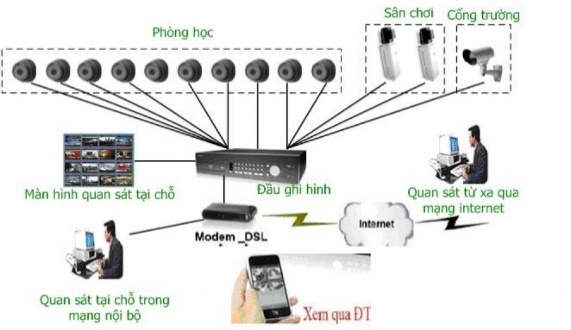 Phòng học
Sân chơi
Cổng trường
Màn hình quan sát tại chỗ
Đầu ghi hình
Quan sát từ xa qua
mạng internet
Modem _DSL
Internet
Quan sát tại chỗ trong
mạng nội bộ
Xem qua ĐT